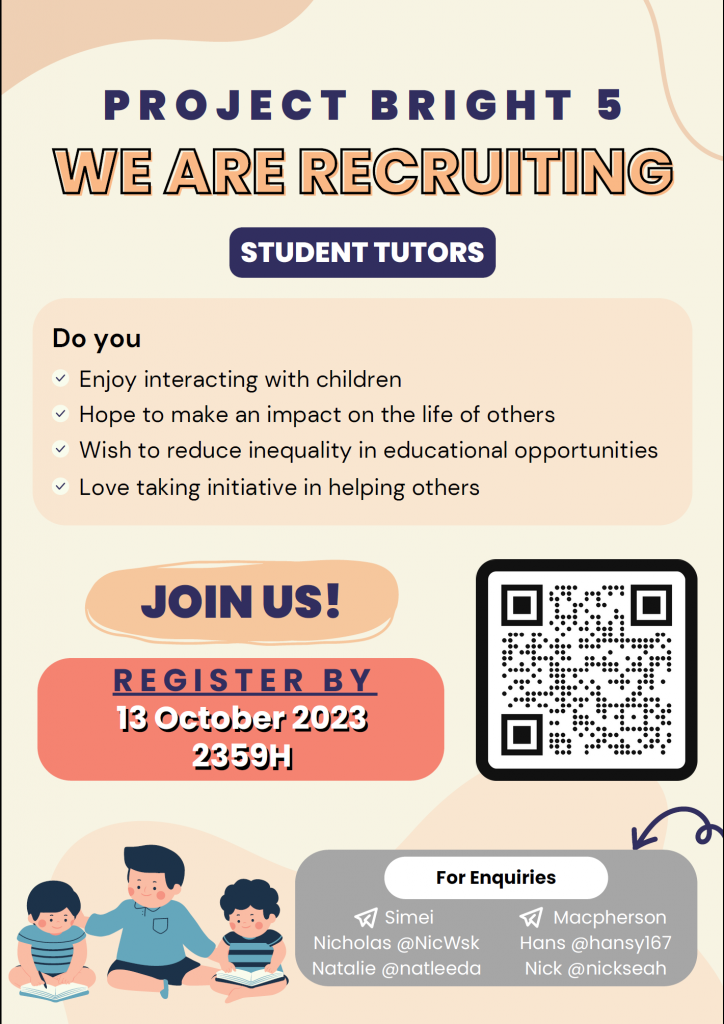 PROJECT BRIGHT 5
WE ARE RECRUITING
STUDENT TUTORS
Do you
Enjoy interacting with children
Hope to make an impact on the life of others
Wish to reduce inequality in educational opportunities
Love taking initiative in helping others
JOIN US!
REGISTER BY
13 October 2023
2359H
For Enquiries
Simei
Nicholas @NicWsk
Natalie @natleeda
Macpherson
Hans @hansy167
Nick @nickseah